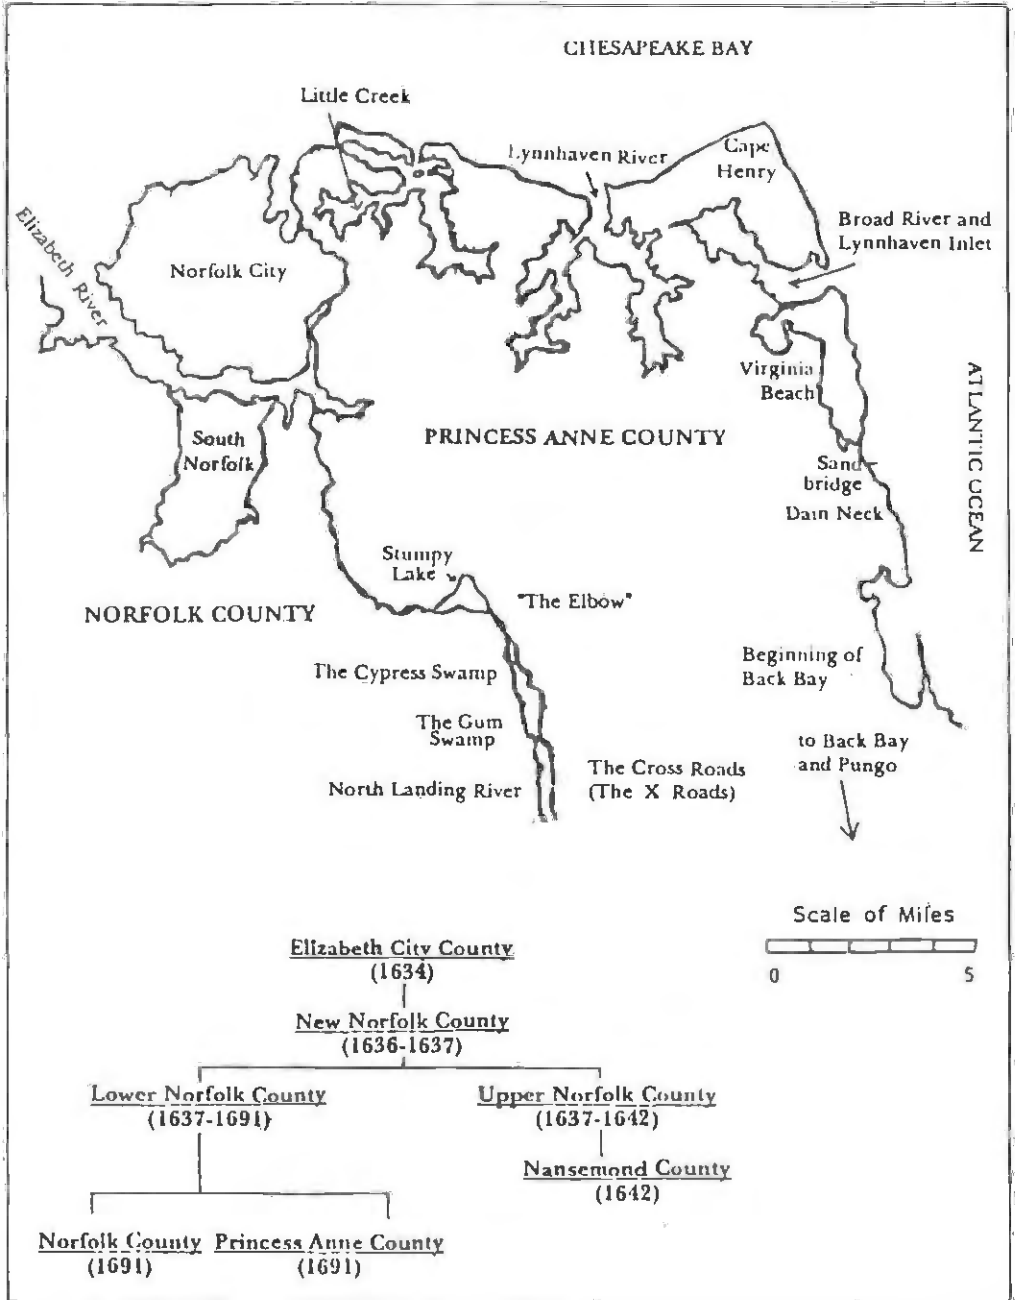 CHESAPEAKE BAY
Little Creek
Lynnhaven River
Cape
Henry
Broad River and
Lynnhaven Inlet
Elizabeth River
Norfolk City
Virginia
Beach
ATLANTIC OCEAN
PRINCESS ANNE COUNTY
South
Norfolk
Sand
bridge
Dam Neck
Stumpy
Lake
"The Elbow"
NORFOLK COUNTY
The Cypress Swamp
Beginning of
Back Bay
The Gum
Swamp
to Back Bay
and Pungo
North Landing River
The Cross Roads
(The X Roads)
Scale of Miles
0 5
Elizabeth City County
(1634)
New Norfolk County
(1636-1637)
Lower Norfolk County
(1637-1691)
Upper Norfolk County
(1637-1642)
Nansemond County
(1642)
Norfolk County
(1691)
Princess Anne County
(1691)